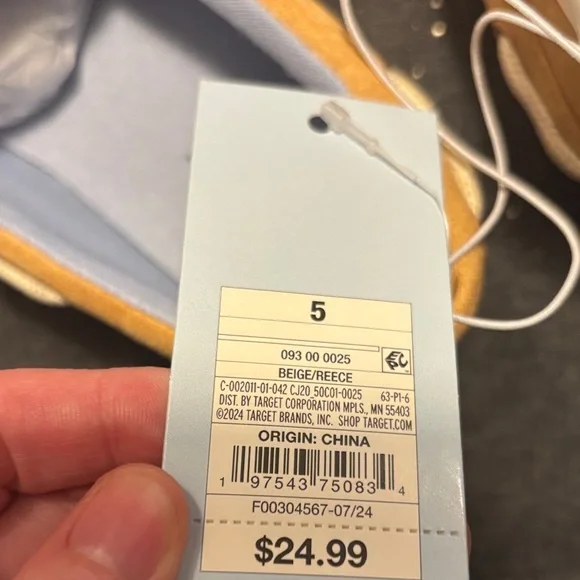 5
093 00 0025
BEIGE/REECE
C-002011-01-042 CJ20_50C01-0025 63-P1-6
DIST. BY TARGET CORPORATION MPLS., MN 55403
©2024 TARGET BRANDS, INC. SHOP TARGET.COM
ORIGIN: CHINA
1 97543 75083 4
F00304567-07/24
$24.99